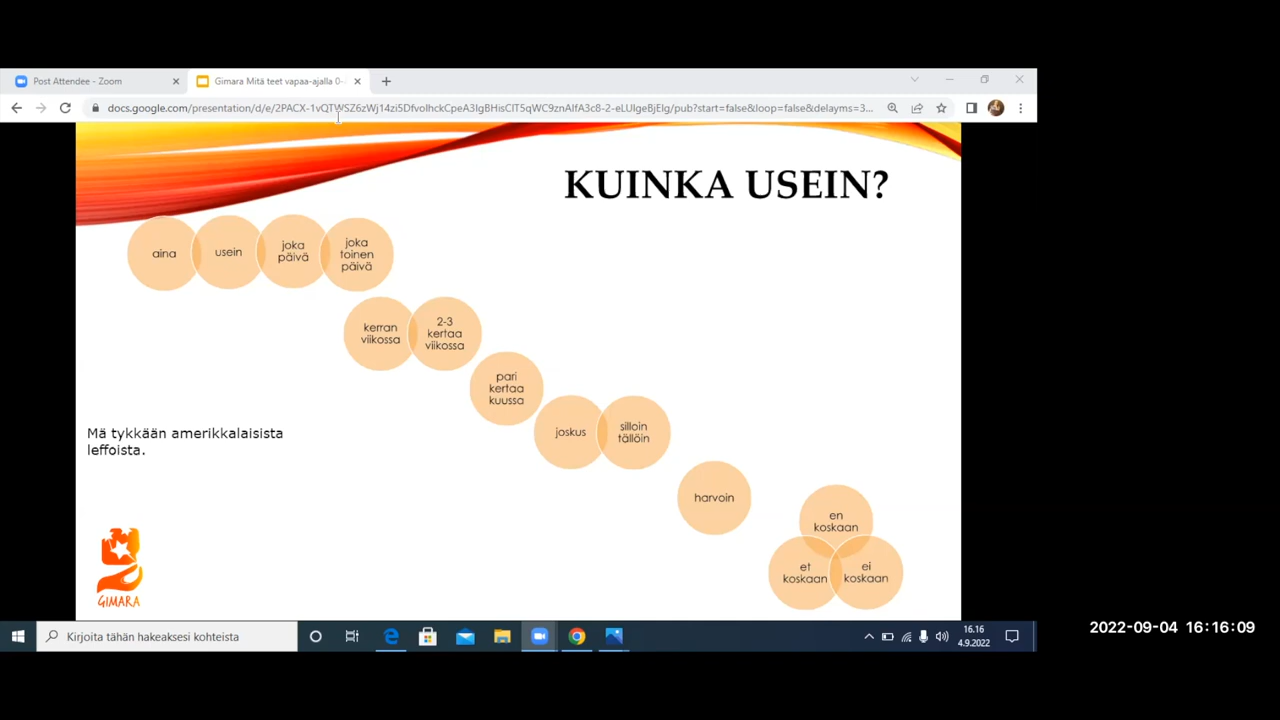 Post Attendee - Zoom
Gimara Mitä teet vapaa-ajalla 0-
docs.google.com/presentation/d/e/2PACX-1vQTWSZ6zWj14zi5DfvolhckCpeA3IgBHisClT5qWC9znAIfA3c8-2-eLUIgeBjElg/pub?start=false&loop=false&delayms=3...
KUINKA USEIN?
aina
usein
joka
päivä
joka
toinen
päivä
kerran
viikossa
2-3
kertaa
viikossa
pari
kertaa
kuussa
joskus
silloin
tällöin
harvoin
en
koskaan
et
koskaan
ei
koskaan
Mä tykkään amerikkalaisista
leffoista.
GIMARA
Kirjoita tähän hakeaksesi kohteista
16.16
4.9.2022
2022-09-04 16:16:09